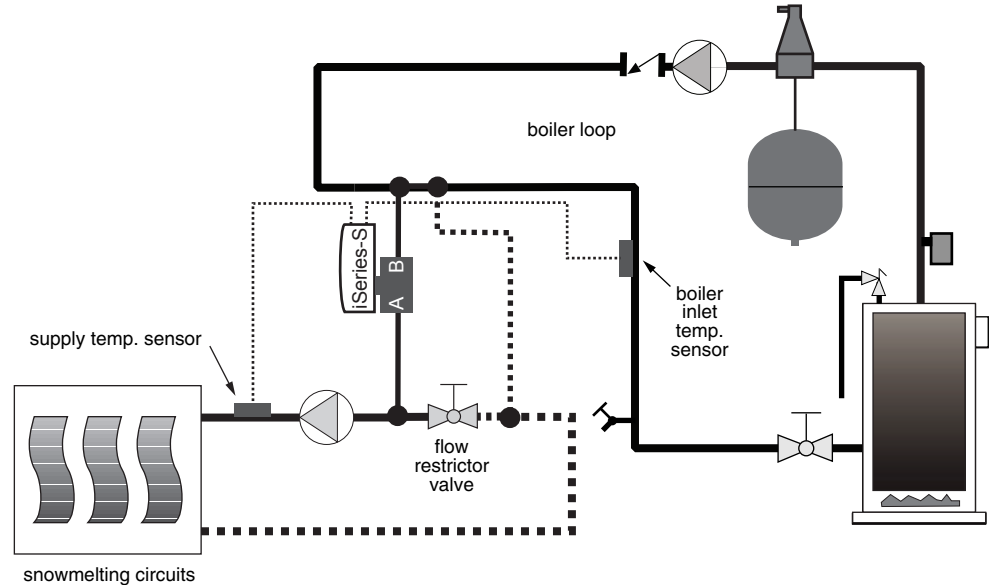 boiler loop
iSeries-S
B
A
boiler
inlet
temp.
sensor
supply temp. sensor
flow
restrictor
valve
snowmelting circuits